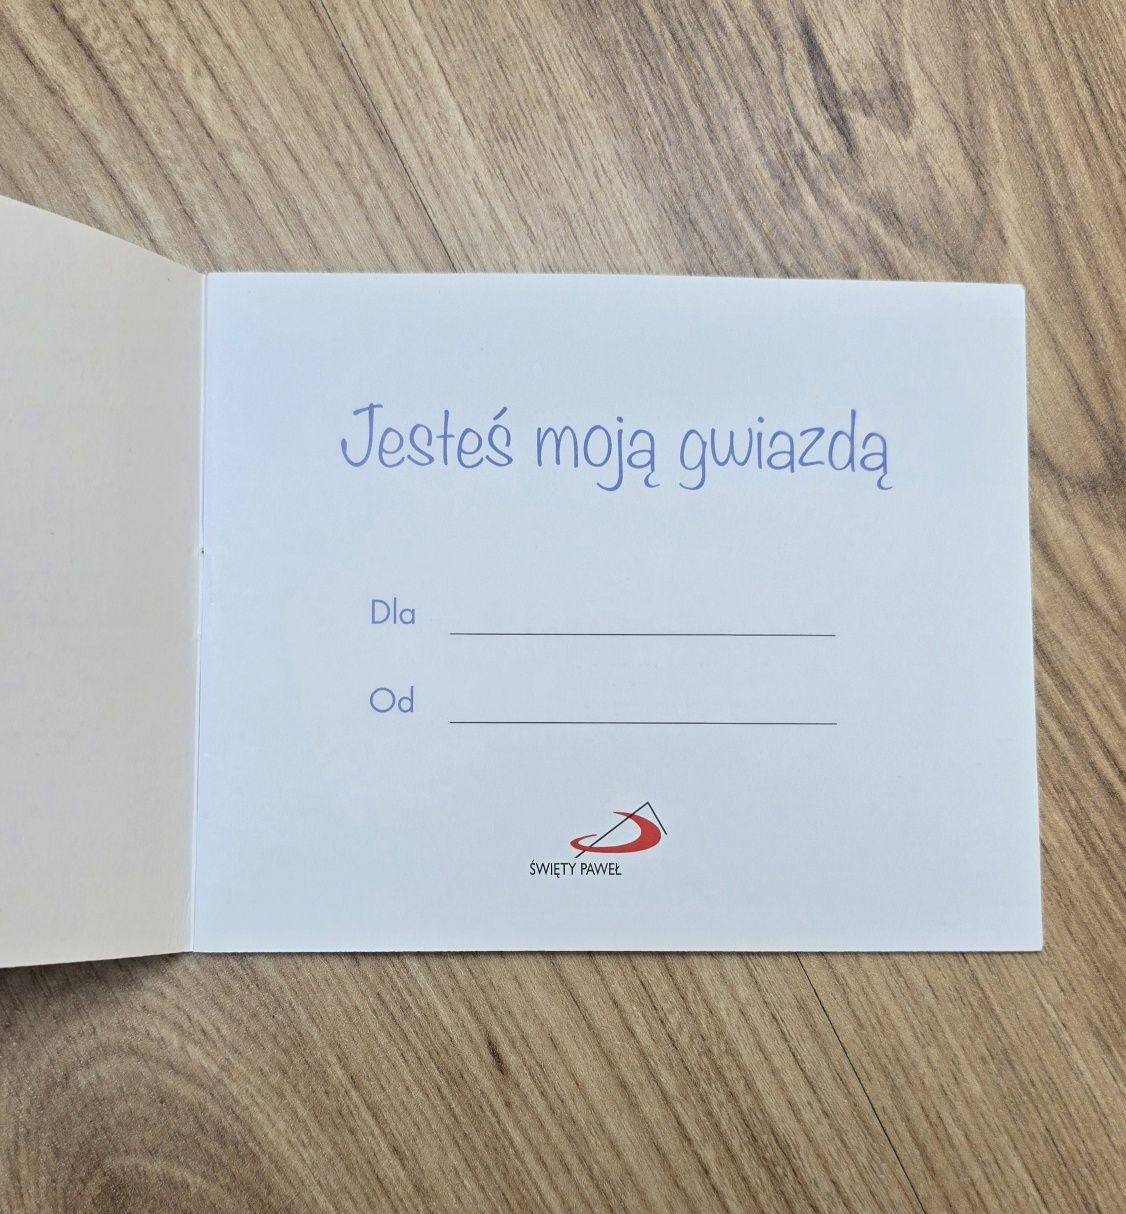 Jesteś moją gwiazdą
Dla
Od
ŚWIĘTY PAWEŁ